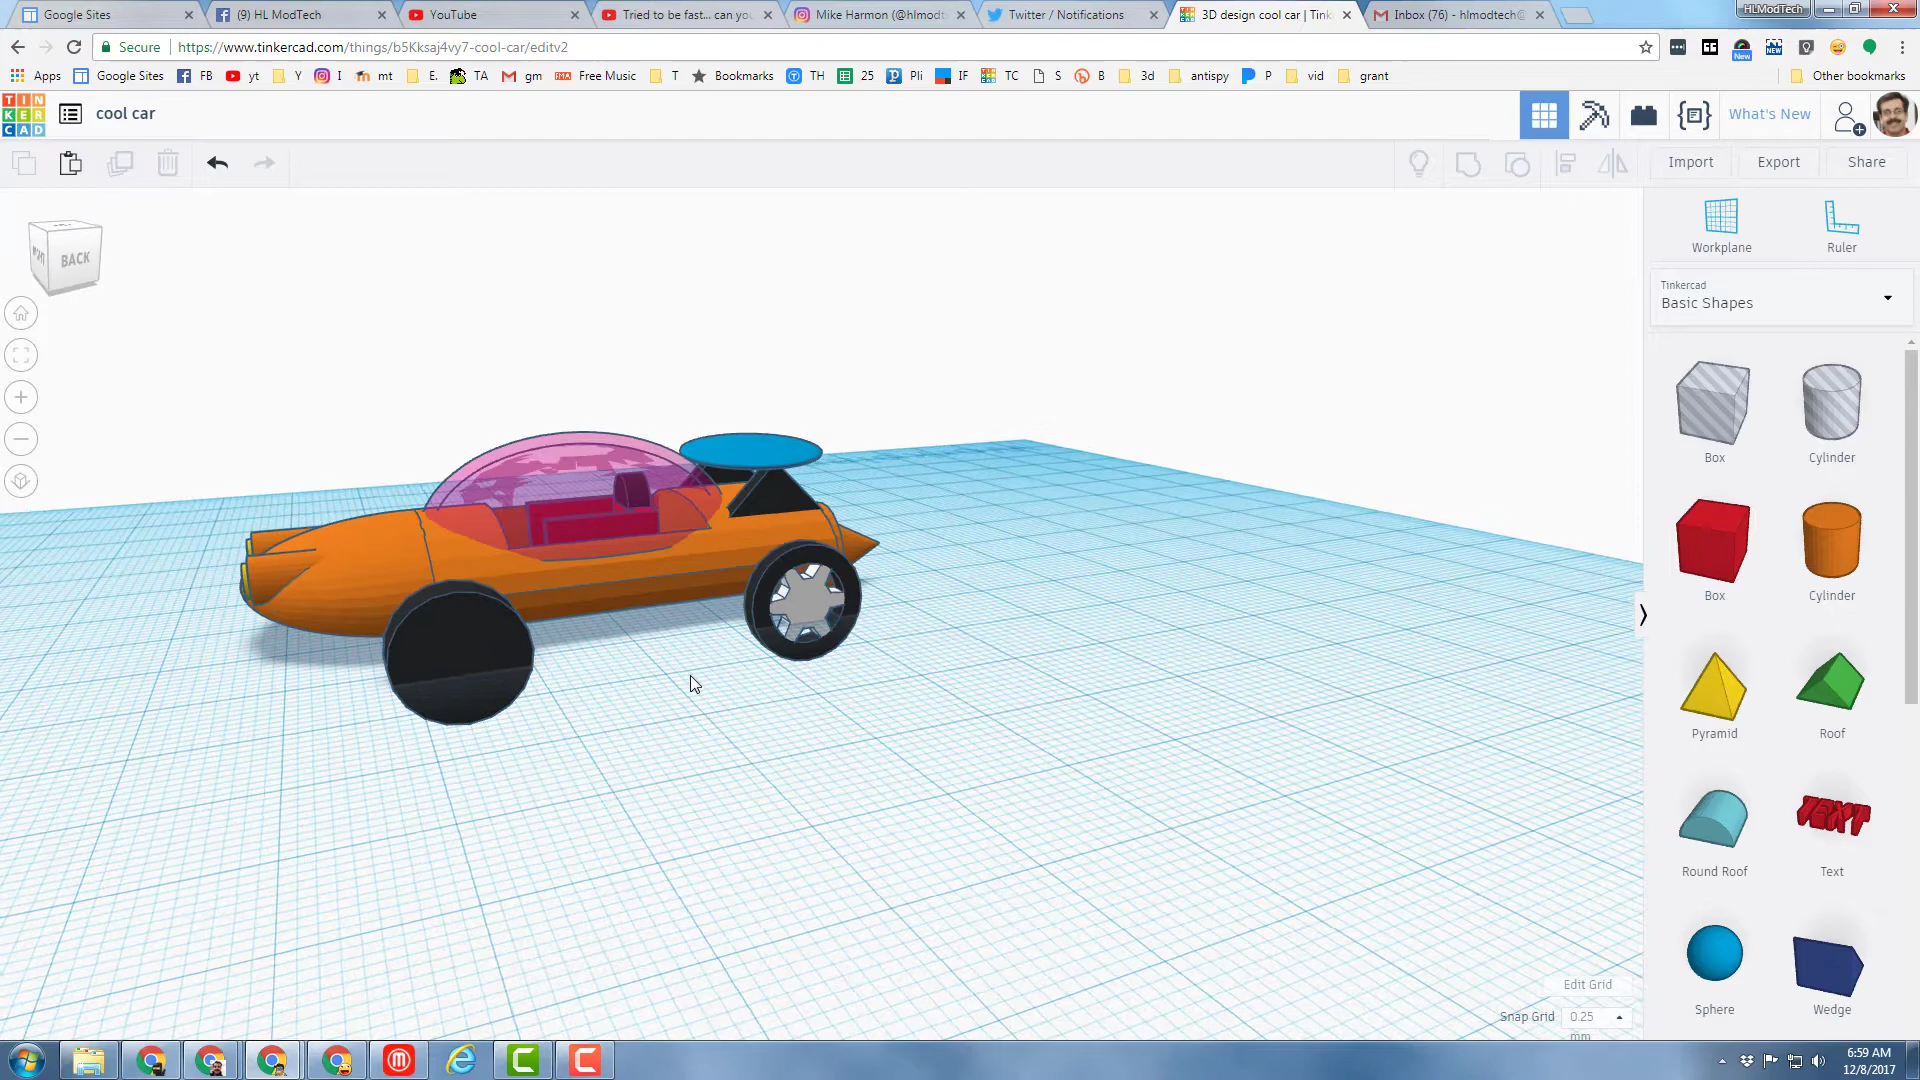 Google Sites
(9) HL ModTech
YouTube
Tried to be fast... can you
Mike Harmon (@hlmodt
Twitter / Notifications
3D design cool car | Tink
Inbox (76) - hlmodtech@
HLModTech
Secure https://www.tinkercad.com/things/b5Kksaj4vy7-cool-car/editv2
New
NEW
Apps Google Sites FB yt Y I mt E. TA gm Free Music T Bookmarks TH 25 Pli IF TC S B 3d antispy P vid grant Other bookmarks
TIN
KER
CAD
cool car
What's New
Import Export Share
BACK
Workplane Ruler
Tinkercad
Basic Shapes
Box Cylinder
Box Cylinder
Pyramid Roof
TEXT
Round Roof Text
Sphere Wedge
Edit Grid
Snap Grid 0.25
mm
6:59 AM
12/8/2017